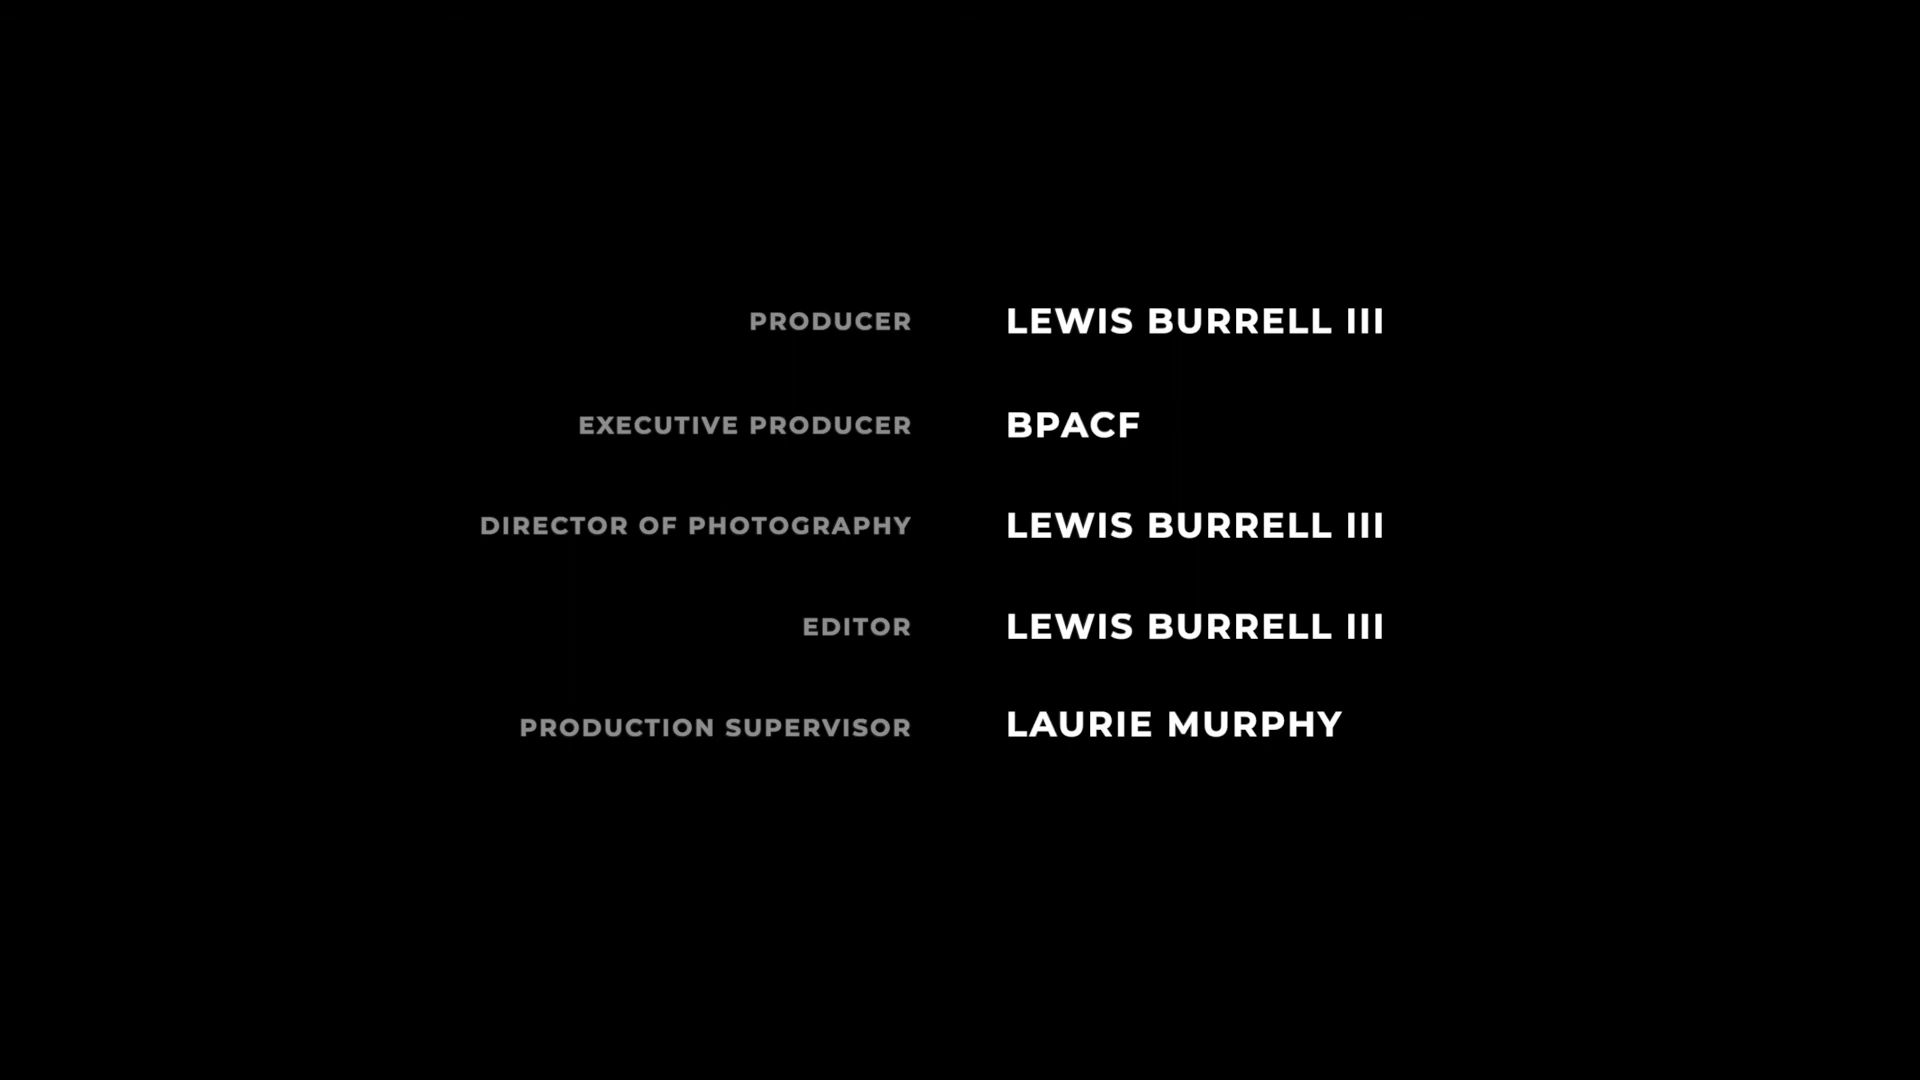 PRODUCER LEWIS BURRELL III
EXECUTIVE PRODUCER BPACF
DIRECTOR OF PHOTOGRAPHY LEWIS BURRELL III
EDITOR LEWIS BURRELL III
PRODUCTION SUPERVISOR LAURIE MURPHY